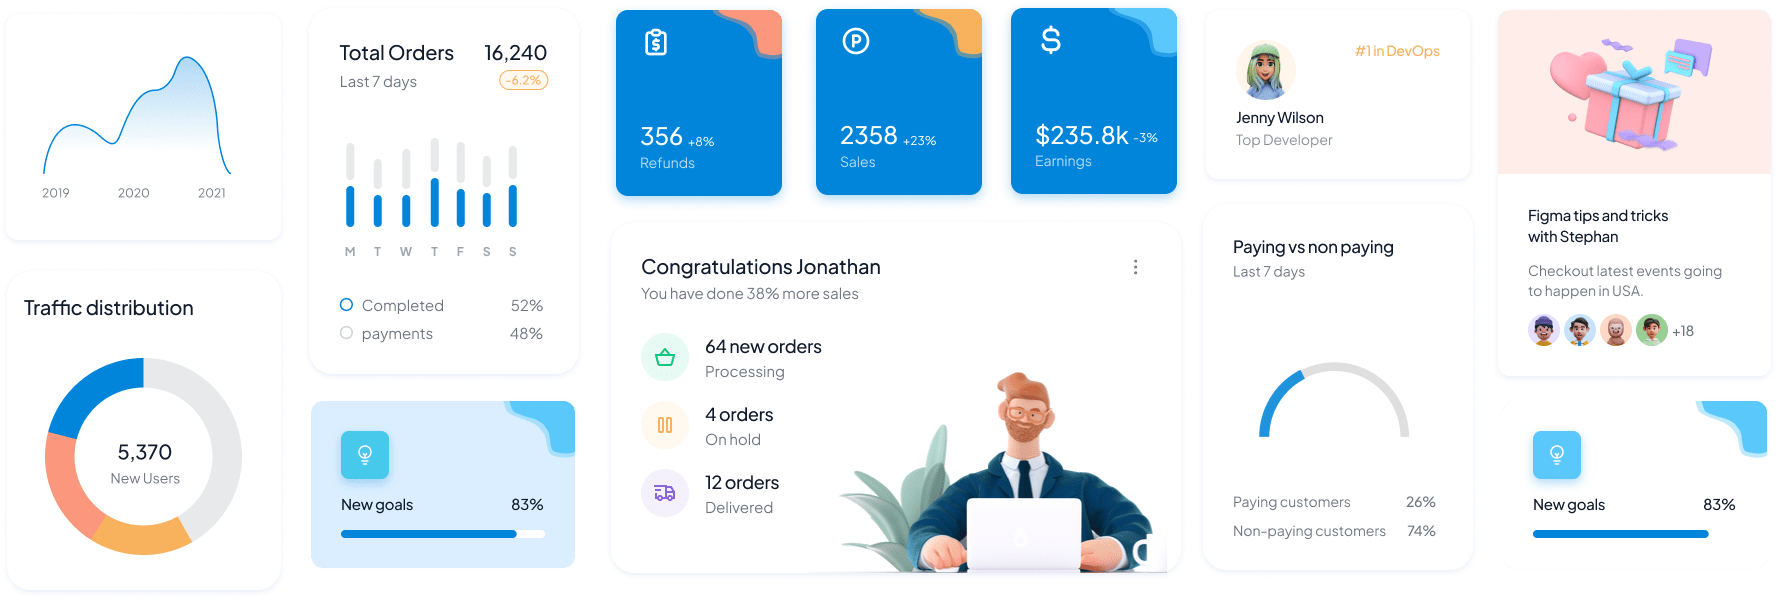 2019 2020 2021
Traffic distribution
5,370
New Users
Total Orders 16,240
Last 7 days -6.2%
M T W T F S S
Completed 52%
payments 48%
New goals 83%
356 +8%
Refunds
P
2358 +23%
Sales
$
$235.8k -3%
Earnings
Congratulations Jonathan
You have done 38% more sales
64 new orders
Processing
4 orders
On hold
12 orders
Delivered
#1 in DevOps
Jenny Wilson
Top Developer
Paying vs non paying
Last 7 days
Paying customers 26%
Non-paying customers 74%
Figma tips and tricks
with Stephan
Checkout latest events going
to happen in USA.
+18
New goals 83%